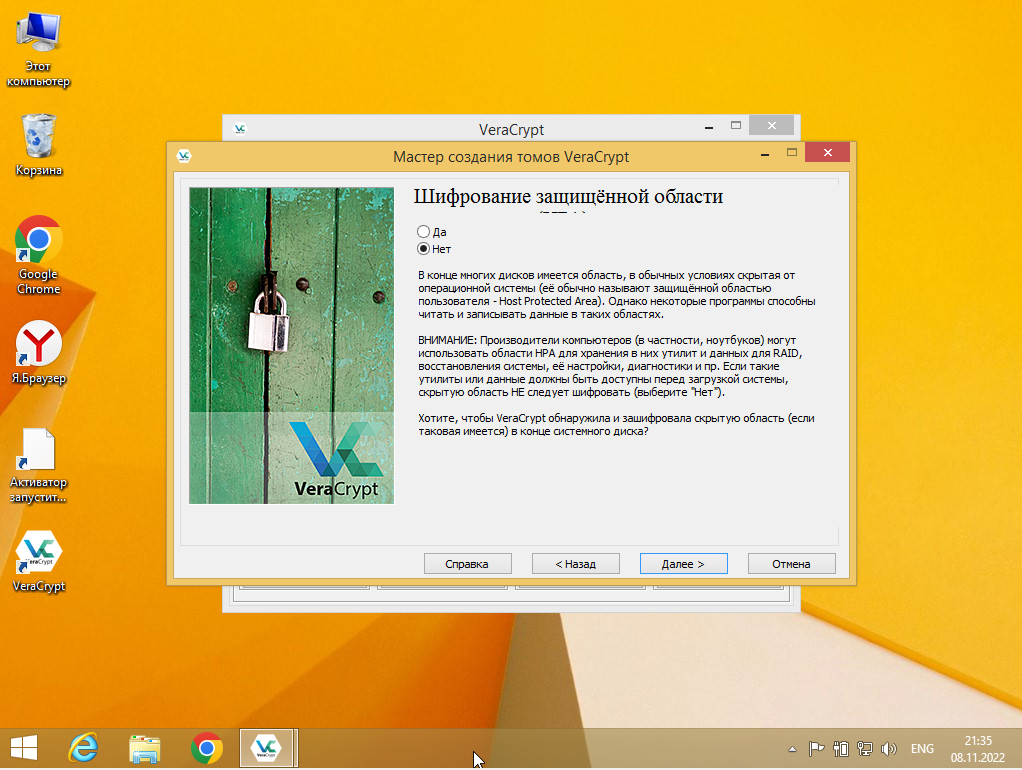 Этот
компьютер
Корзина
Google
Chrome
Я.Браузер
Активатор
запустит...
VeraCrypt
VeraCrypt
VeraCrypt
Мастер создания томов VeraCrypt
VeraCrypt
Шифрование защищённой области
Да
Нет
В конце многих дисков имеется область, в обычных условиях скрытая от
операционной системы (её обычно называют защищённой областью
пользователя - Host Protected Area). Однако некоторые программы способны
читать и записывать данные в таких областях.
ВНИМАНИЕ: Производители компьютеров (в частности, ноутбуков) могут
использовать области HPA для хранения в них утилит и данных для RAID,
восстановления системы, её настройки, диагностики и пр. Если такие
утилиты или данные должны быть доступны перед загрузкой системы,
скрытую область НЕ следует шифровать (выберите "Нет").
Хотите, чтобы VeraCrypt обнаружила и зашифровала скрытую область (если
таковая имеется) в конце системного диска?
Справка
< Назад
Далее >
Отмена
VeraCrypt
ENG
21:35
08.11.2022